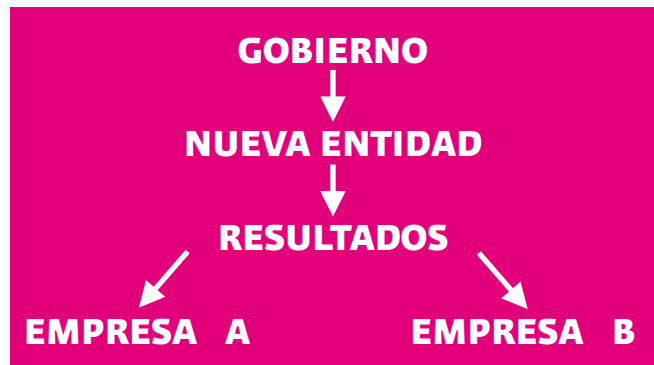 GOBIERNO
NUEVA ENTIDAD
RESULTADOS
EMPRESA A EMPRESA B